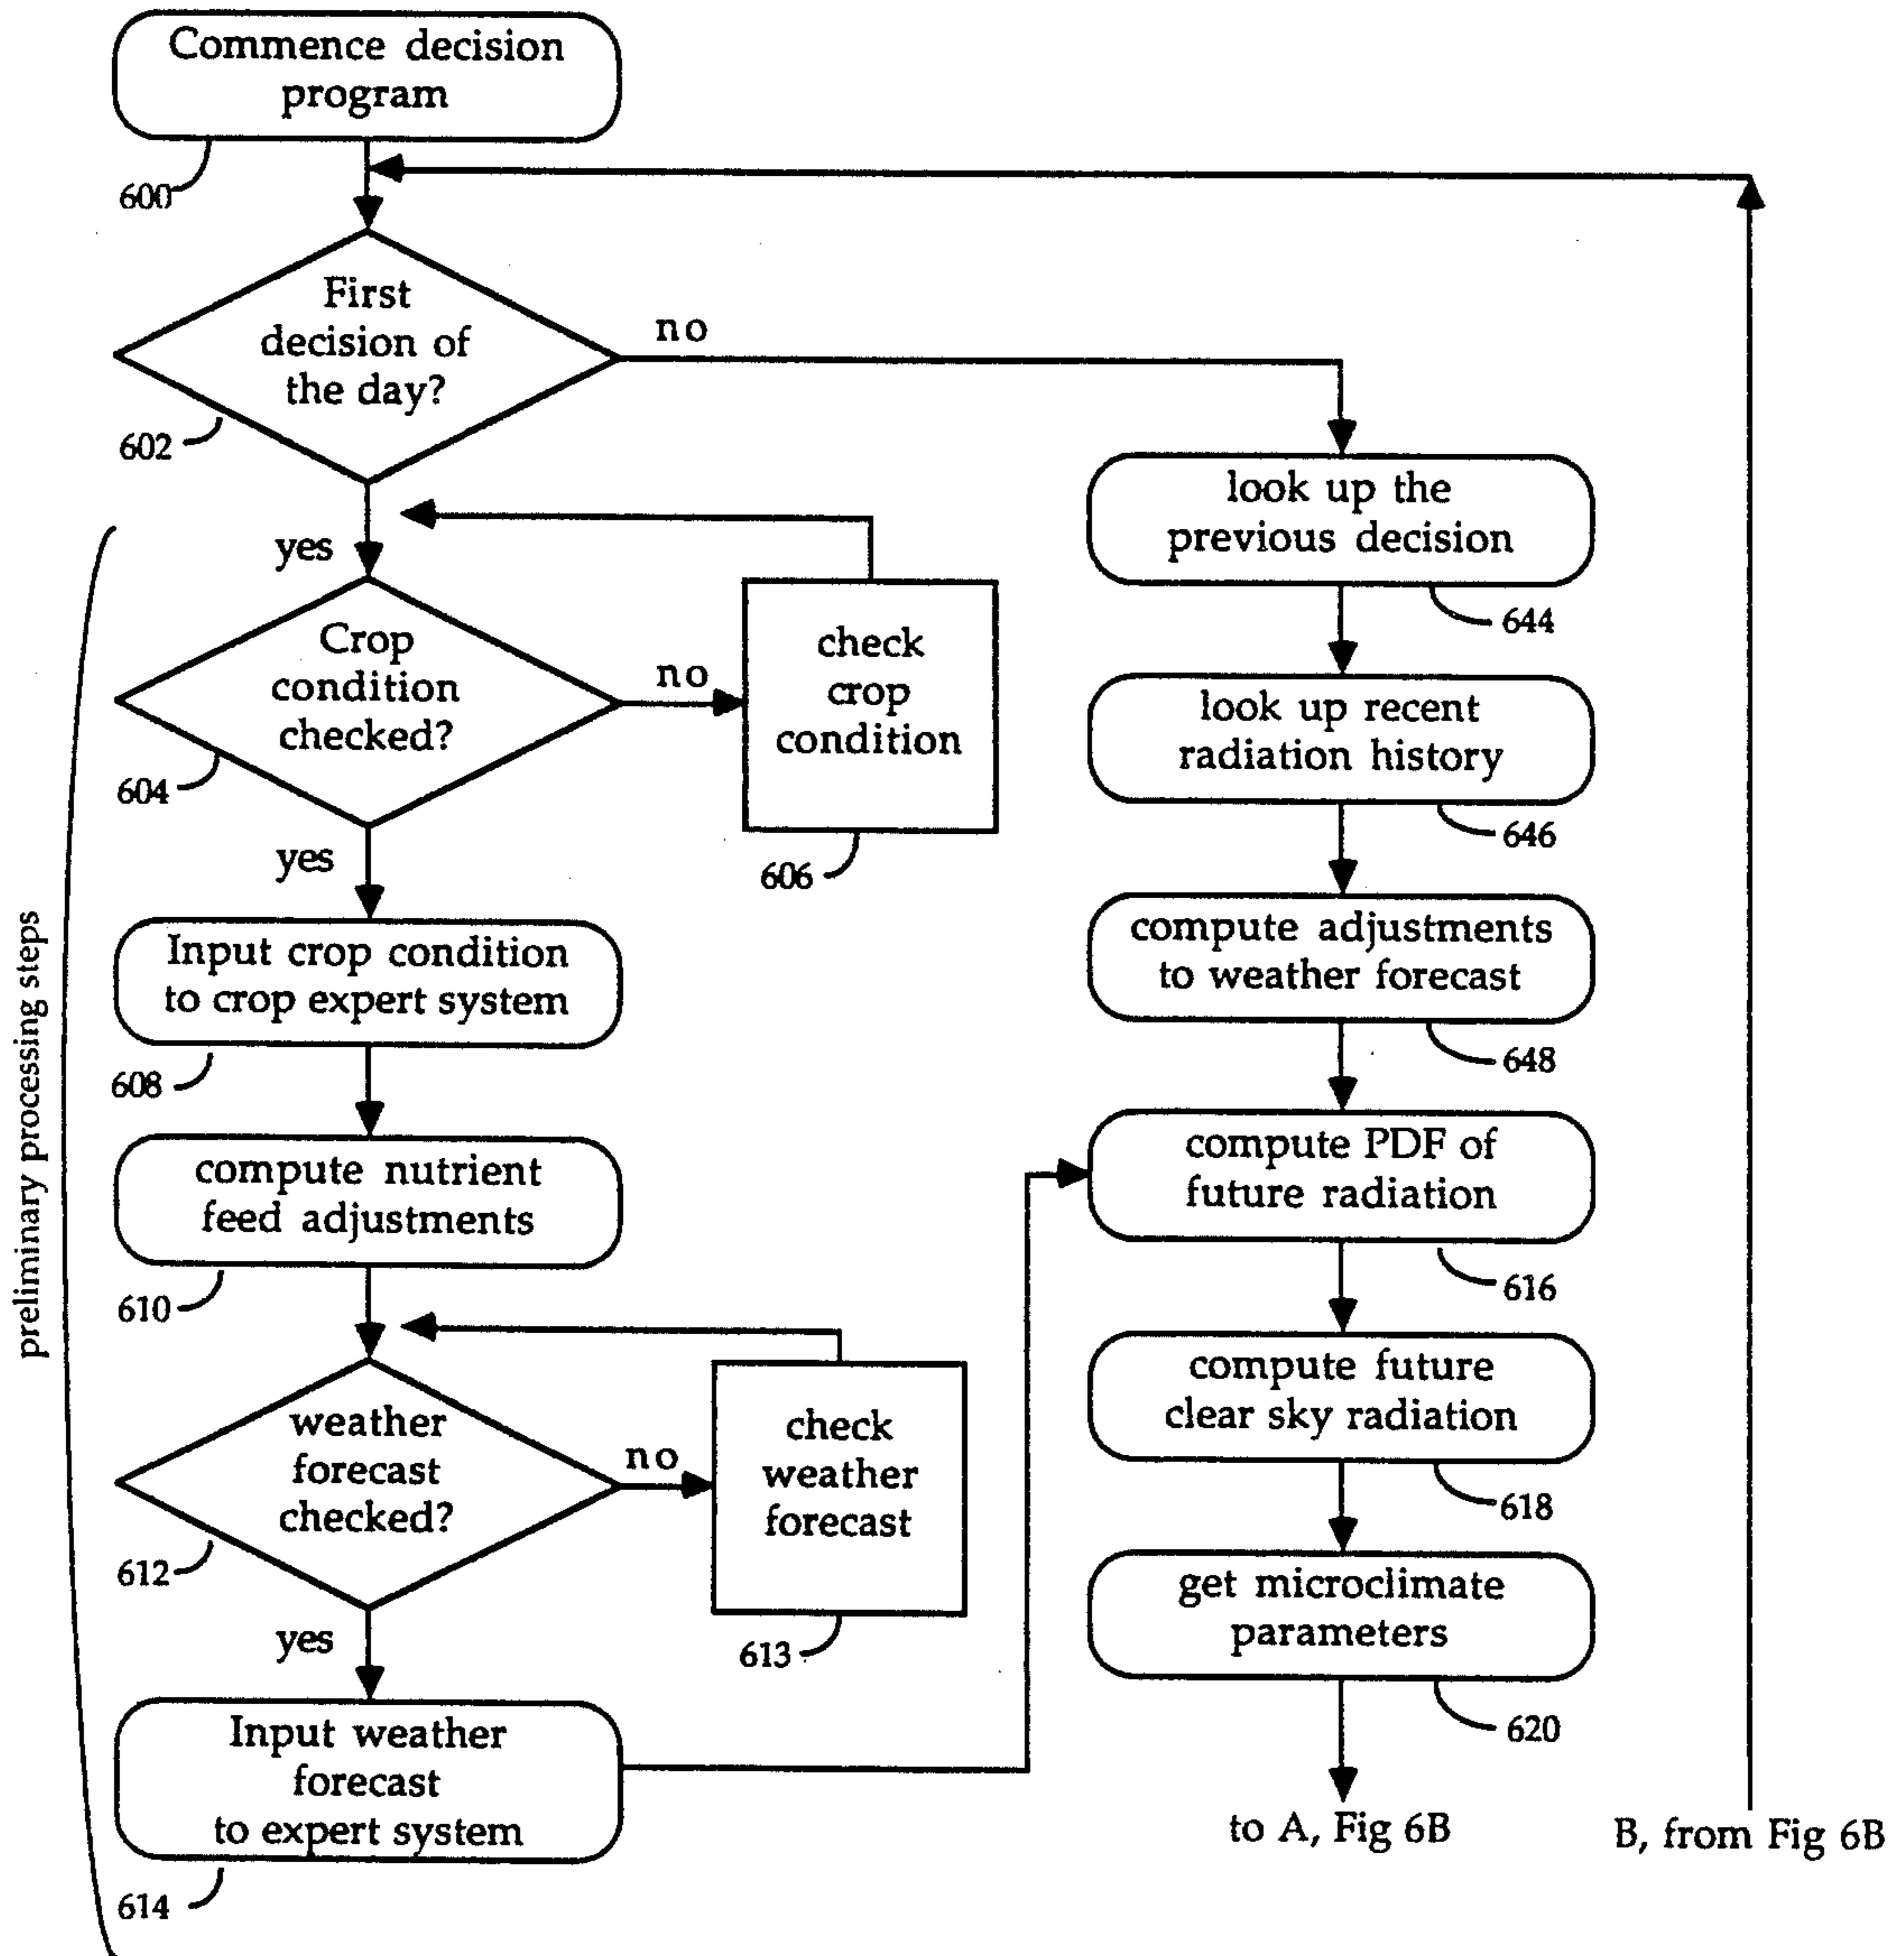 Commence decision
program
600
First
decision of
the day?
602
no
yes
Crop
condition
checked?
604
no
check
crop
condition
606
yes
Input crop condition
to crop expert system
608
compute nutrient
feed adjustments
610
weather
forecast
checked?
612
no
check
weather
forecast
613
yes
Input weather
forecast
to expert system
614
preliminary processing steps
look up the
previous decision
644
look up recent
radiation history
646
compute adjustments
to weather forecast
648
compute PDF of
future radiation
616
compute future
clear sky radiation
618
get microclimate
parameters
620
to A, Fig 6B
B, from Fig 6B